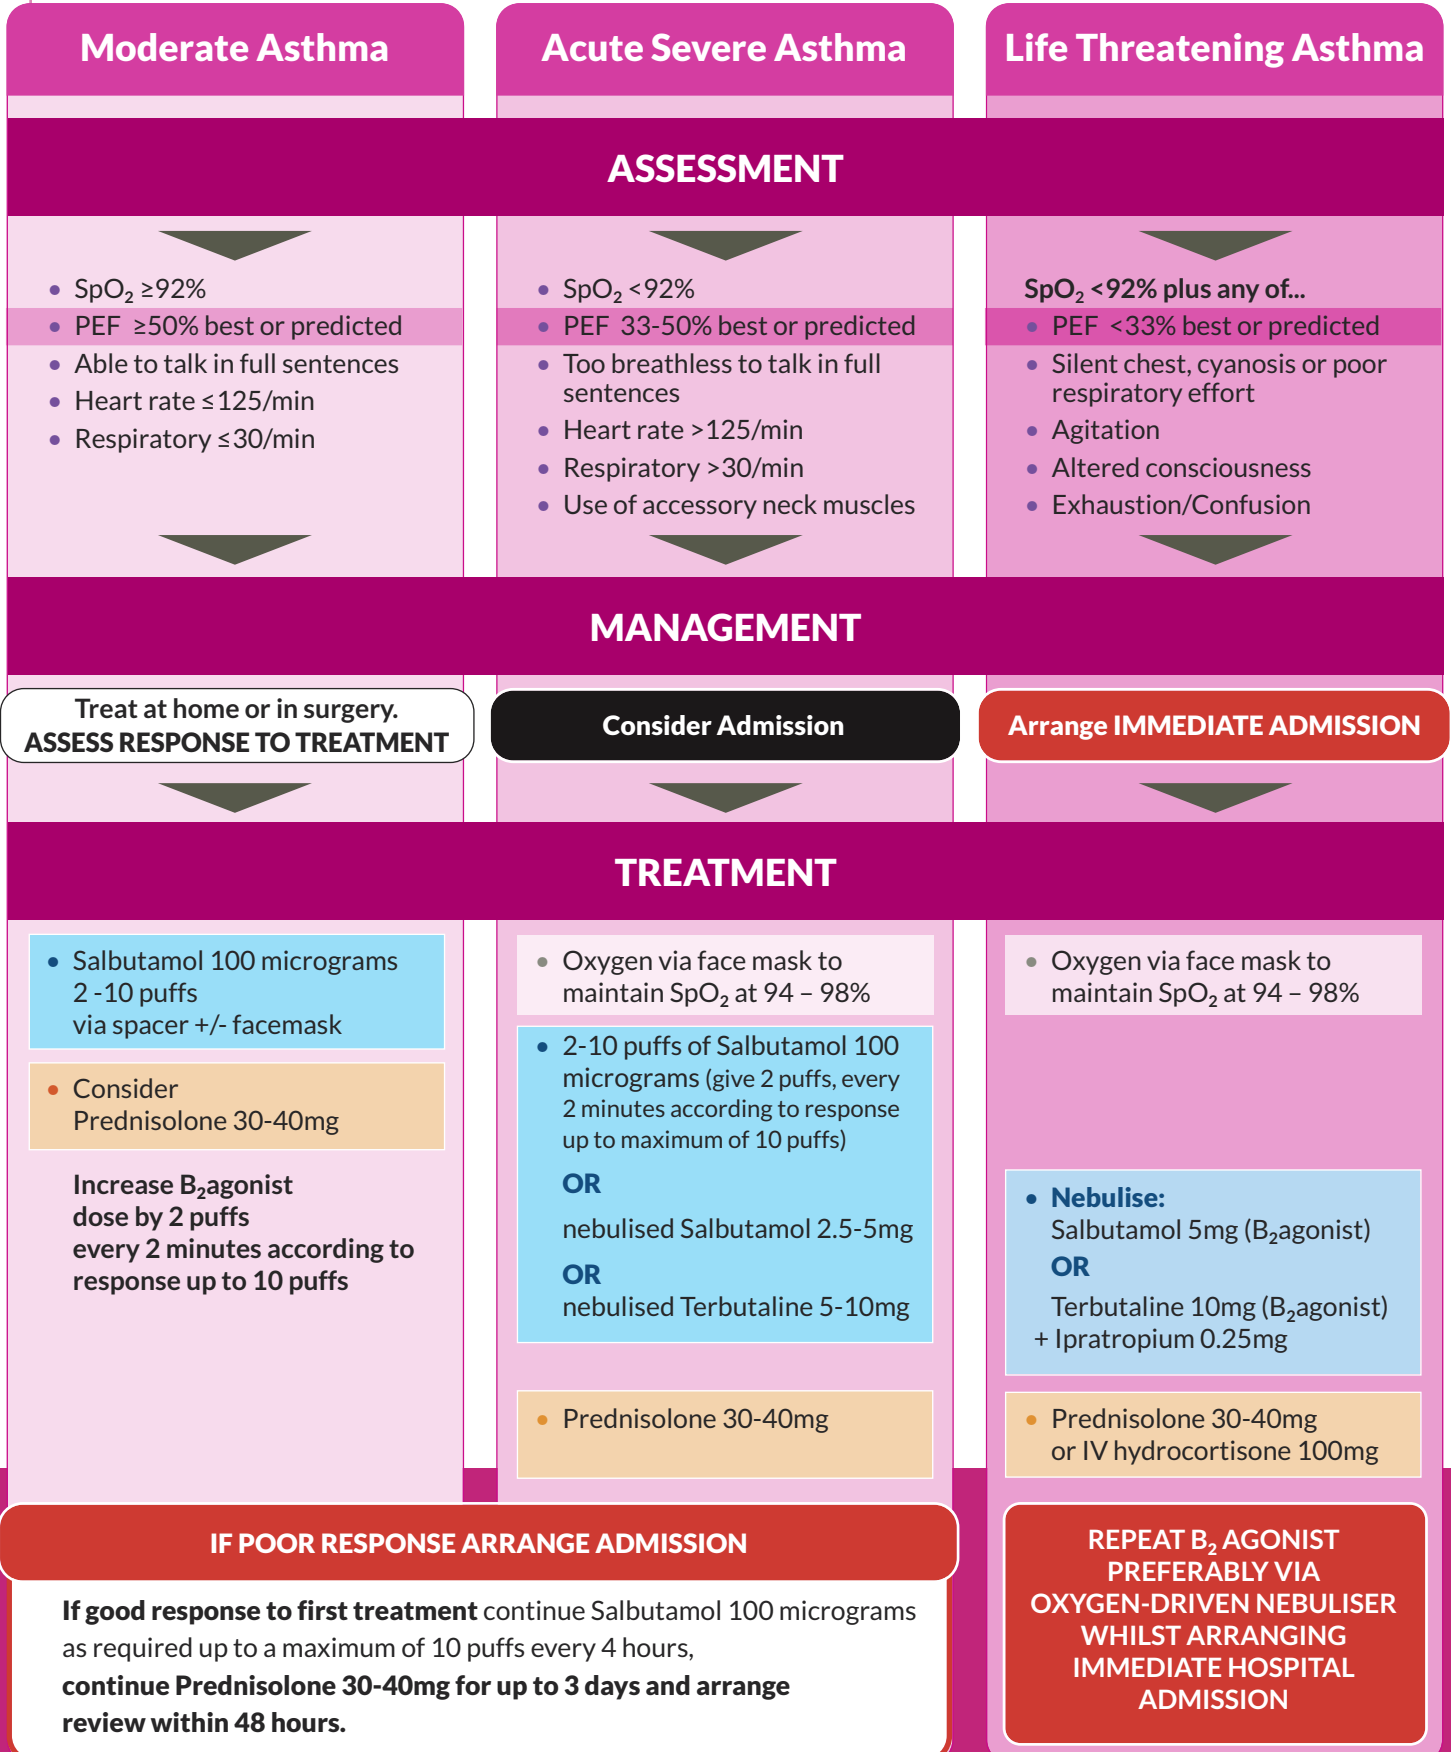 Moderate Asthma
Acute Severe Asthma
Life Threatening Asthma
ASSESSMENT
• SpO₂ ≥92%
• PEF ≥50% best or predicted
• Able to talk in full sentences
• Heart rate ≤125/min
• Respiratory ≤30/min
• SpO₂ <92%
• PEF 33-50% best or predicted
• Too breathless to talk in full
sentences
• Heart rate >125/min
• Respiratory >30/min
• Use of accessory neck muscles
SpO₂ <92% plus any of...
• PEF <33% best or predicted
• Silent chest, cyanosis or poor
respiratory effort
• Agitation
• Altered consciousness
• Exhaustion/Confusion
MANAGEMENT
Treat at home or in surgery.
ASSESS RESPONSE TO TREATMENT
Consider Admission
Arrange IMMEDIATE ADMISSION
TREATMENT
• Salbutamol 100 micrograms
2 -10 puffs
via spacer +/- facemask
• Consider
Prednisolone 30-40mg
Increase B₂agonist
dose by 2 puffs
every 2 minutes according to
response up to 10 puffs
• Oxygen via face mask to
maintain SpO₂ at 94 – 98%
• 2-10 puffs of Salbutamol 100
micrograms (give 2 puffs, every
2 minutes according to response
up to maximum of 10 puffs)
OR
nebulised Salbutamol 2.5-5mg
OR
nebulised Terbutaline 5-10mg
• Prednisolone 30-40mg
• Oxygen via face mask to
maintain SpO₂ at 94 – 98%
• Nebulise:
Salbutamol 5mg (B₂agonist)
OR
Terbutaline 10mg (B₂agonist)
+ Ipratropium 0.25mg
• Prednisolone 30-40mg
or IV hydrocortisone 100mg
IF POOR RESPONSE ARRANGE ADMISSION
If good response to first treatment continue Salbutamol 100 micrograms
as required up to a maximum of 10 puffs every 4 hours,
continue Prednisolone 30-40mg for up to 3 days and arrange
review within 48 hours.
REPEAT B₂ AGONIST
PREFERABLY VIA
OXYGEN-DRIVEN NEBULISER
WHILST ARRANGING
IMMEDIATE HOSPITAL
ADMISSION